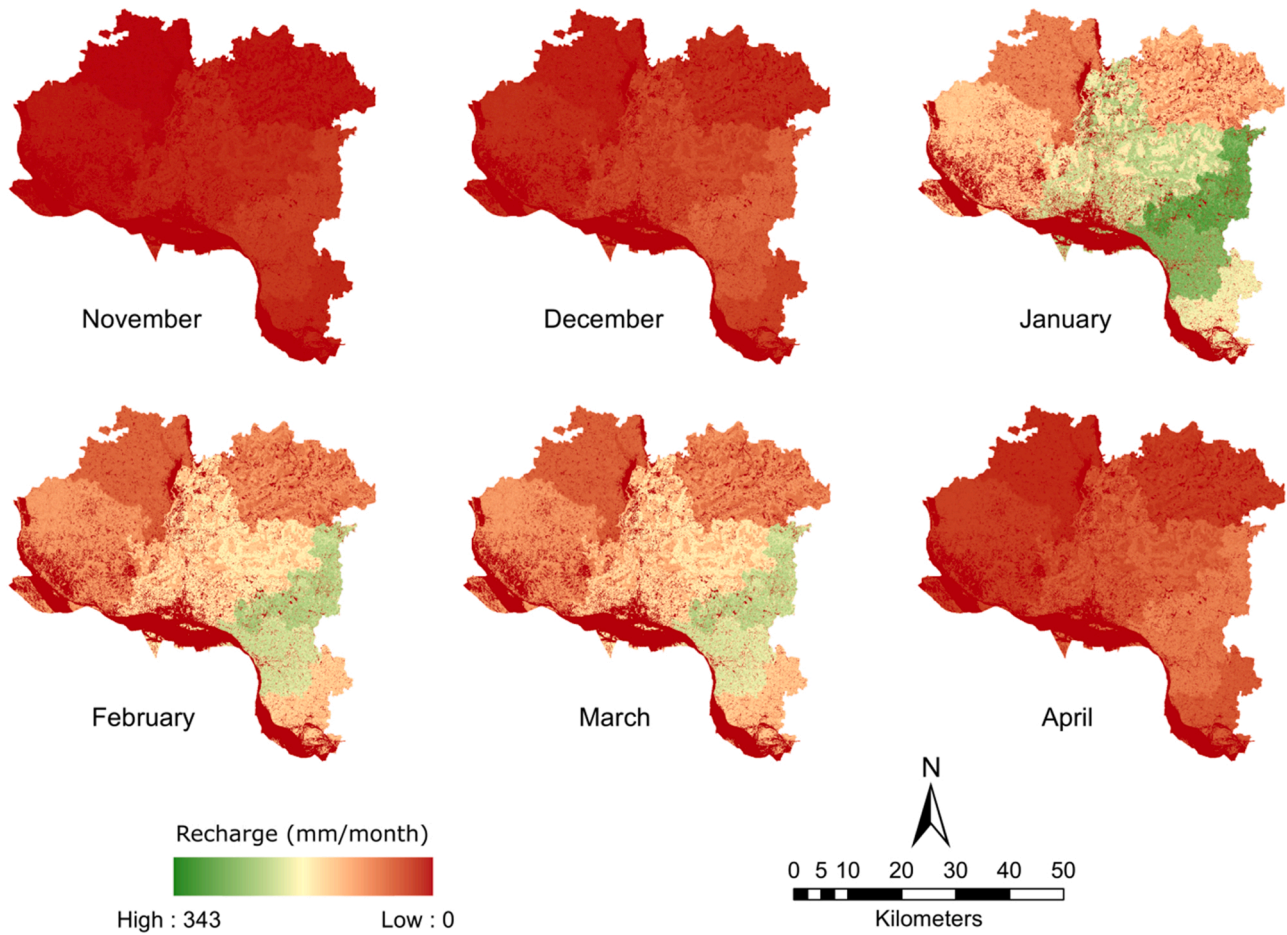 November
December
January
February
March
April
Recharge (mm/month)
High : 343
Low : 0
N
0 5 10 20 30 40 50
Kilometers